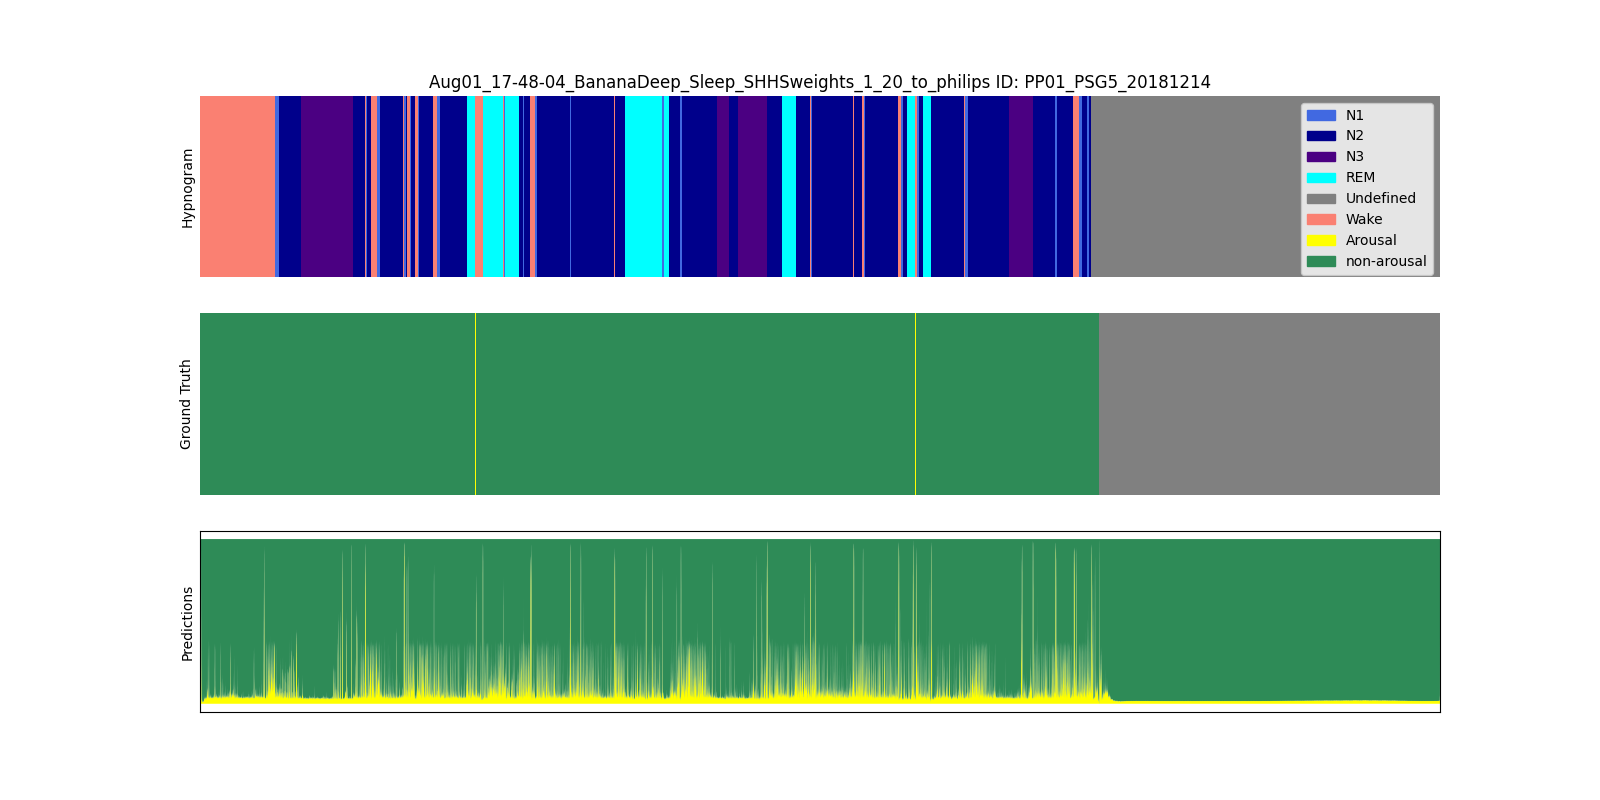 Aug01_17-48-04_BananaDeep_Sleep_SHHSweights_1_20_to_philips ID: PP01_PSG5_20181214
Hypnogram
N1
N2
N3
REM
Undefined
Wake
Arousal
non-arousal
Ground Truth
Predictions